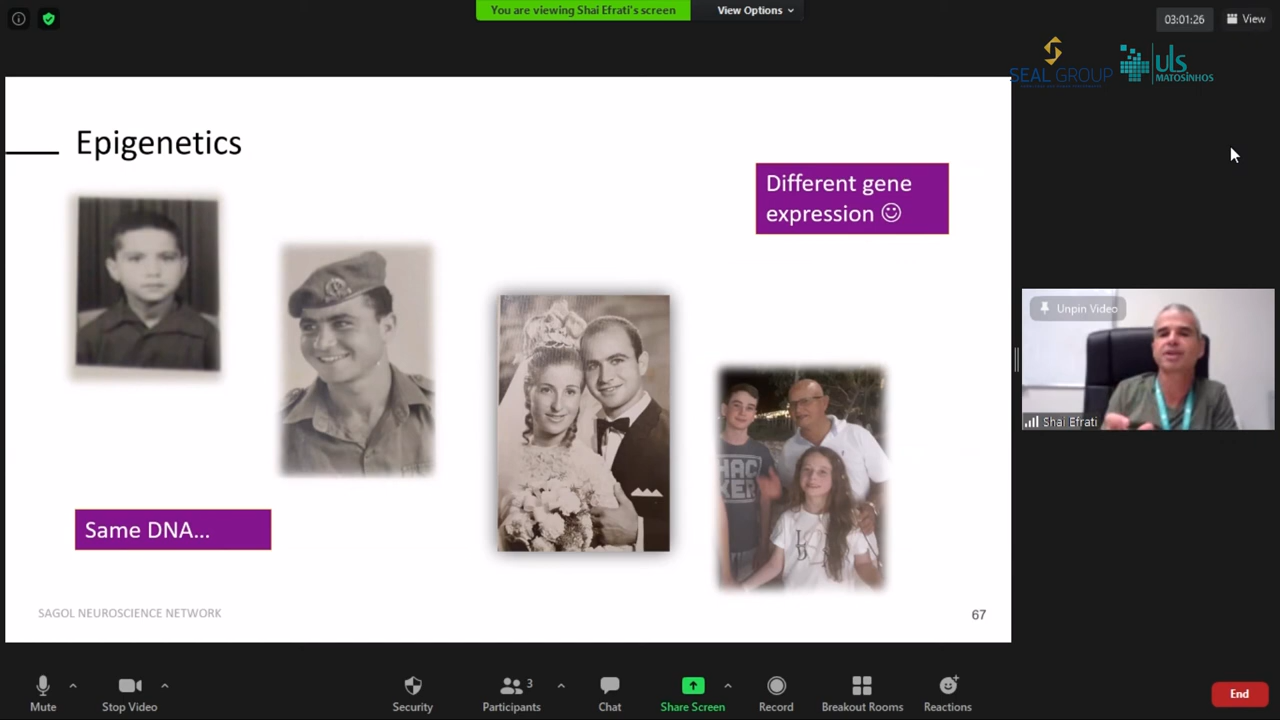 You are viewing Shai Efrati's screen
View Options
03:01:26
View
SEAL GROUP
uls
MATOSINHOS
Epigenetics
Different gene
expression ☺
Unpin Video
HAC
KER
Shai Efrati
Same DNA...
SAGOL NEUROSCIENCE NETWORK
67
Mute
Stop Video
Security
3
Participants
Chat
Share Screen
Record
Breakout Rooms
Reactions
End